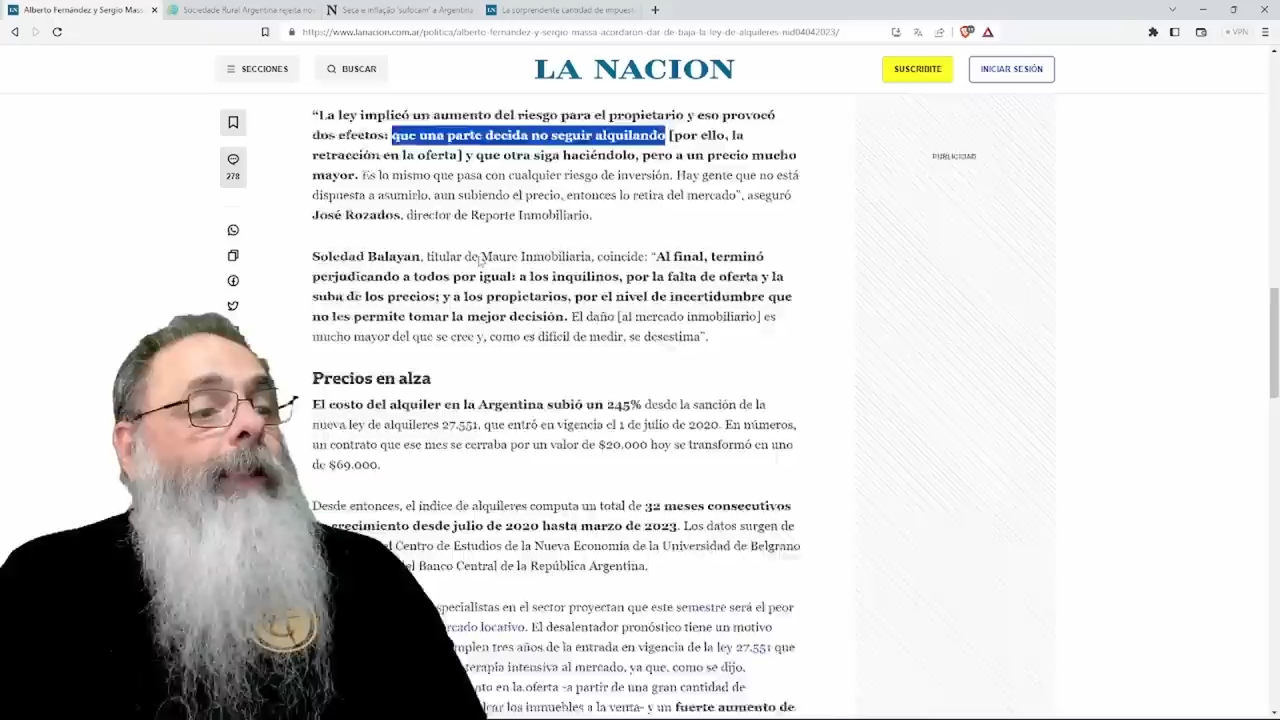 Alberto Fernández y Sergio Mass
Sociedade Rural Argentina rejeita no
Seca e inflação 'sufocam' a Argentina
La sorprendente cantidad de impuest
https://www.lanacion.com.ar/politica/alberto-fernandez-y-sergio-massa-acordaron-dar-de-baja-la-ley-de-alquileres-nid04042023/
VPN
SECCIONES
BUSCAR
LA NACION
SUSCRIBITE
INICIAR SESIÓN
“La ley implicó un aumento del riesgo para el propietario y eso provocó
dos efectos: que una parte decida no seguir alquilando [por ello, la
retracción en la oferta] y que otra siga haciéndolo, pero a un precio mucho
mayor. Es lo mismo que pasa con cualquier riesgo de inversión. Hay gente que no está
dispuesta a asumirlo, aun subiendo el precio, entonces lo retira del mercado”, aseguró
José Rozados, director de Reporte Inmobiliario.
278
PUBLICIDAD
Soledad Balayan, titular de Maure Inmobiliaria, coincide: “Al final, terminó
perjudicando a todos por igual: a los inquilinos, por la falta de oferta y la
suba de los precios; y a los propietarios, por el nivel de incertidumbre que
no les permite tomar la mejor decisión. El daño [al mercado inmobiliario] es
mucho mayor del que se cree y, como es difícil de medir, se desestima”.
Precios en alza
El costo del alquiler en la Argentina subió un 245% desde la sanción de la
nueva ley de alquileres 27.551, que entró en vigencia el 1 de julio de 2020. En números,
un contrato que ese mes se cerraba por un valor de $20.000 hoy se transformó en uno
de $69.000.
Desde entonces, el índice de alquileres computa un total de 32 meses consecutivos
crecimiento desde julio de 2020 hasta marzo de 2023. Los datos surgen de
l Centro de Estudios de la Nueva Economía de la Universidad de Belgrano
el Banco Central de la República Argentina.
specialistas en el sector proyectan que este semestre será el peor
rcado locativo. El desalentador pronóstico tiene un motivo
mplen tres años de la entrada en vigencia de la ley 27.551 que
terapia intensiva al mercado, ya que, como se dijo,
to en la oferta -a partir de una gran cantidad de
lcar los inmuebles a la venta- y un fuerte aumento de